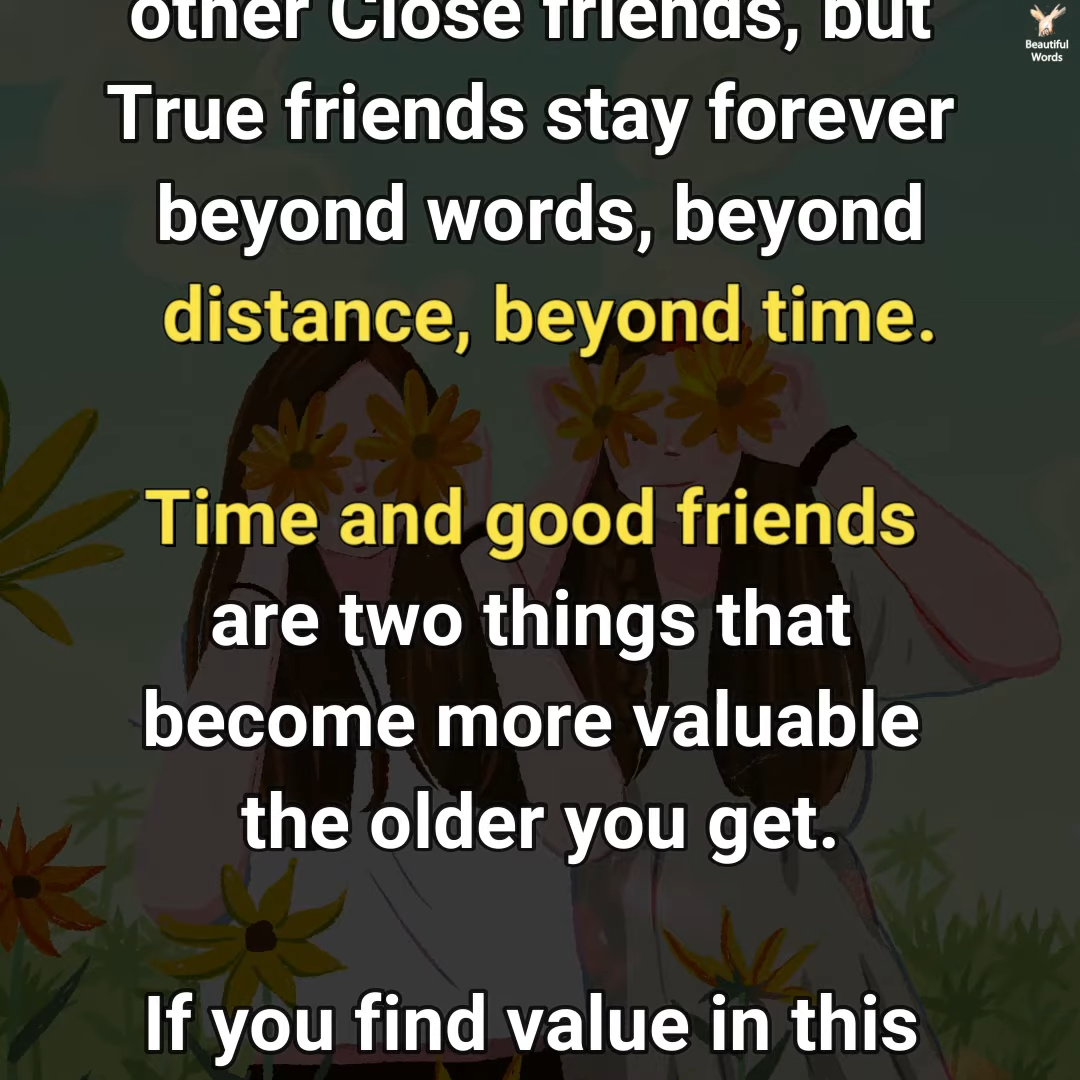 other Close friends, but
Beautiful
Words
True friends stay forever
beyond words, beyond
distance, beyond time.
Time and good friends
are two things that
become more valuable
the older you get.
If you find value in this